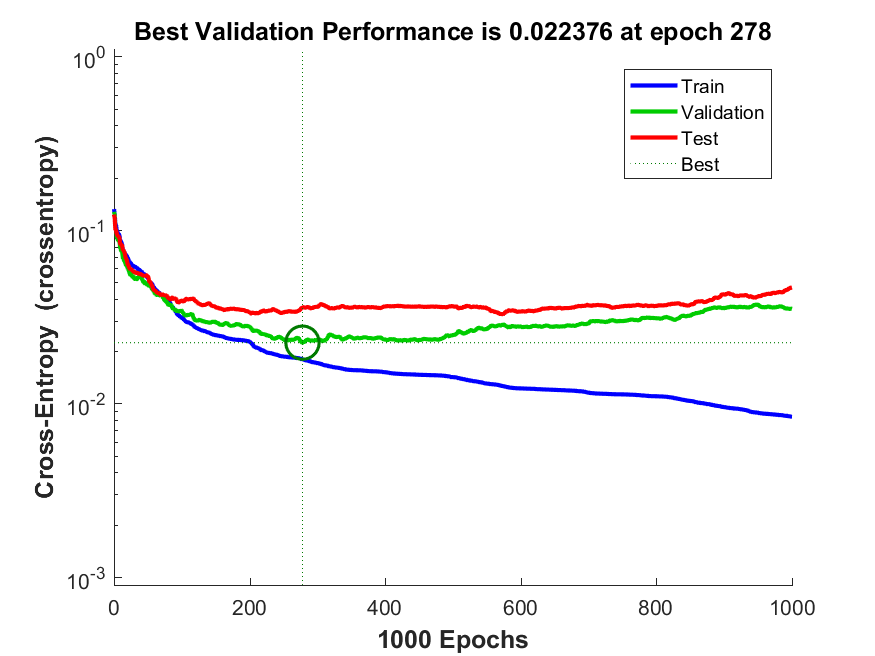 Best Validation Performance is 0.022376 at epoch 278
Cross-Entropy (crossentropy)
10^0
10^-1
10^-2
10^-3
Train
Validation
Test
Best
0 200 400 600 800 1000
1000 Epochs